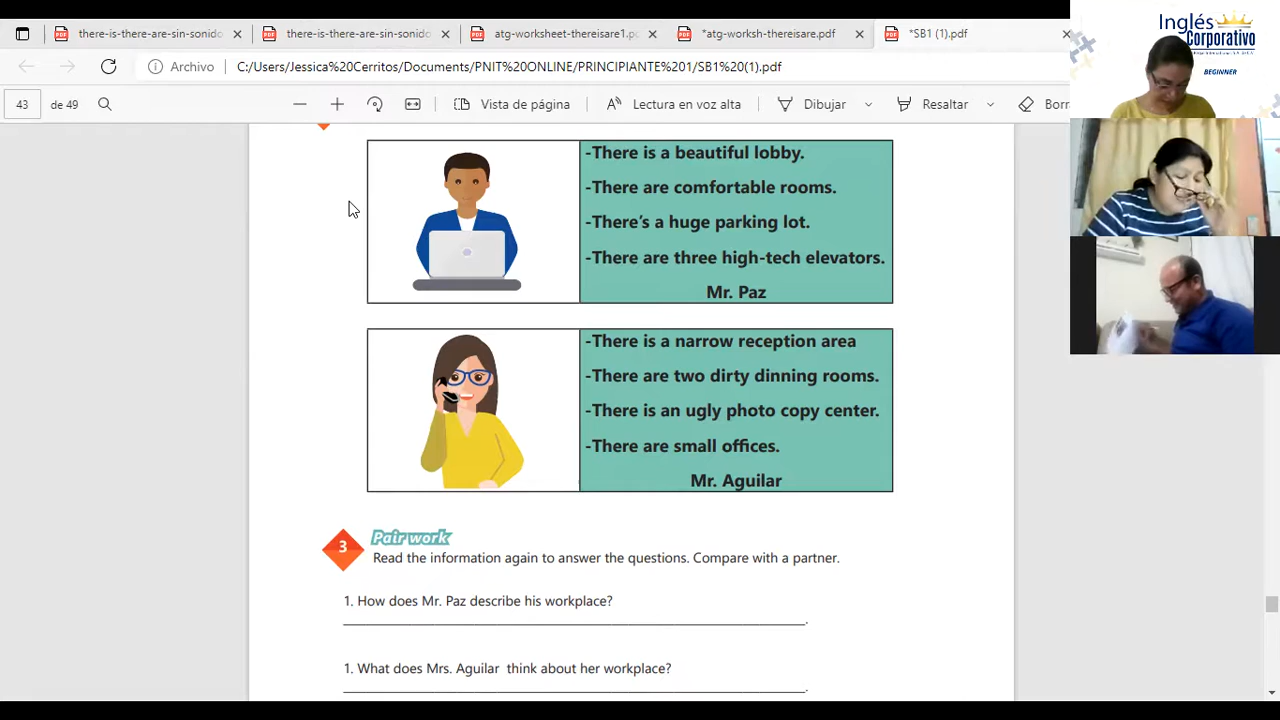 there-is-there-are-sin-sonido
there-is-there-are-sin-sonido
atg-worksheet-thereisare1.pc
*atg-worksh-thereisare.pdf
*SB1 (1).pdf
Archivo
C:/Users/Jessica%20Cerritos/Documents/PNIE%20ONLINE/PRINCIPIANTE%201/SB1%20(1).pdf
43 de 49
Vista de página
Lectura en voz alta
Dibujar
Resaltar
Borr
Inglés
Corporativo
BEGINNER
-There is a beautiful lobby.
-There are comfortable rooms.
-There's a huge parking lot.
-There are three high-tech elevators.
Mr. Paz
-There is a narrow reception area
-There are two dirty dinning rooms.
-There is an ugly photo copy center.
-There are small offices.
Mr. Aguilar
3 Pair work
Read the information again to answer the questions. Compare with a partner.
1. How does Mr. Paz describe his workplace?
1. What does Mrs. Aguilar think about her workplace?